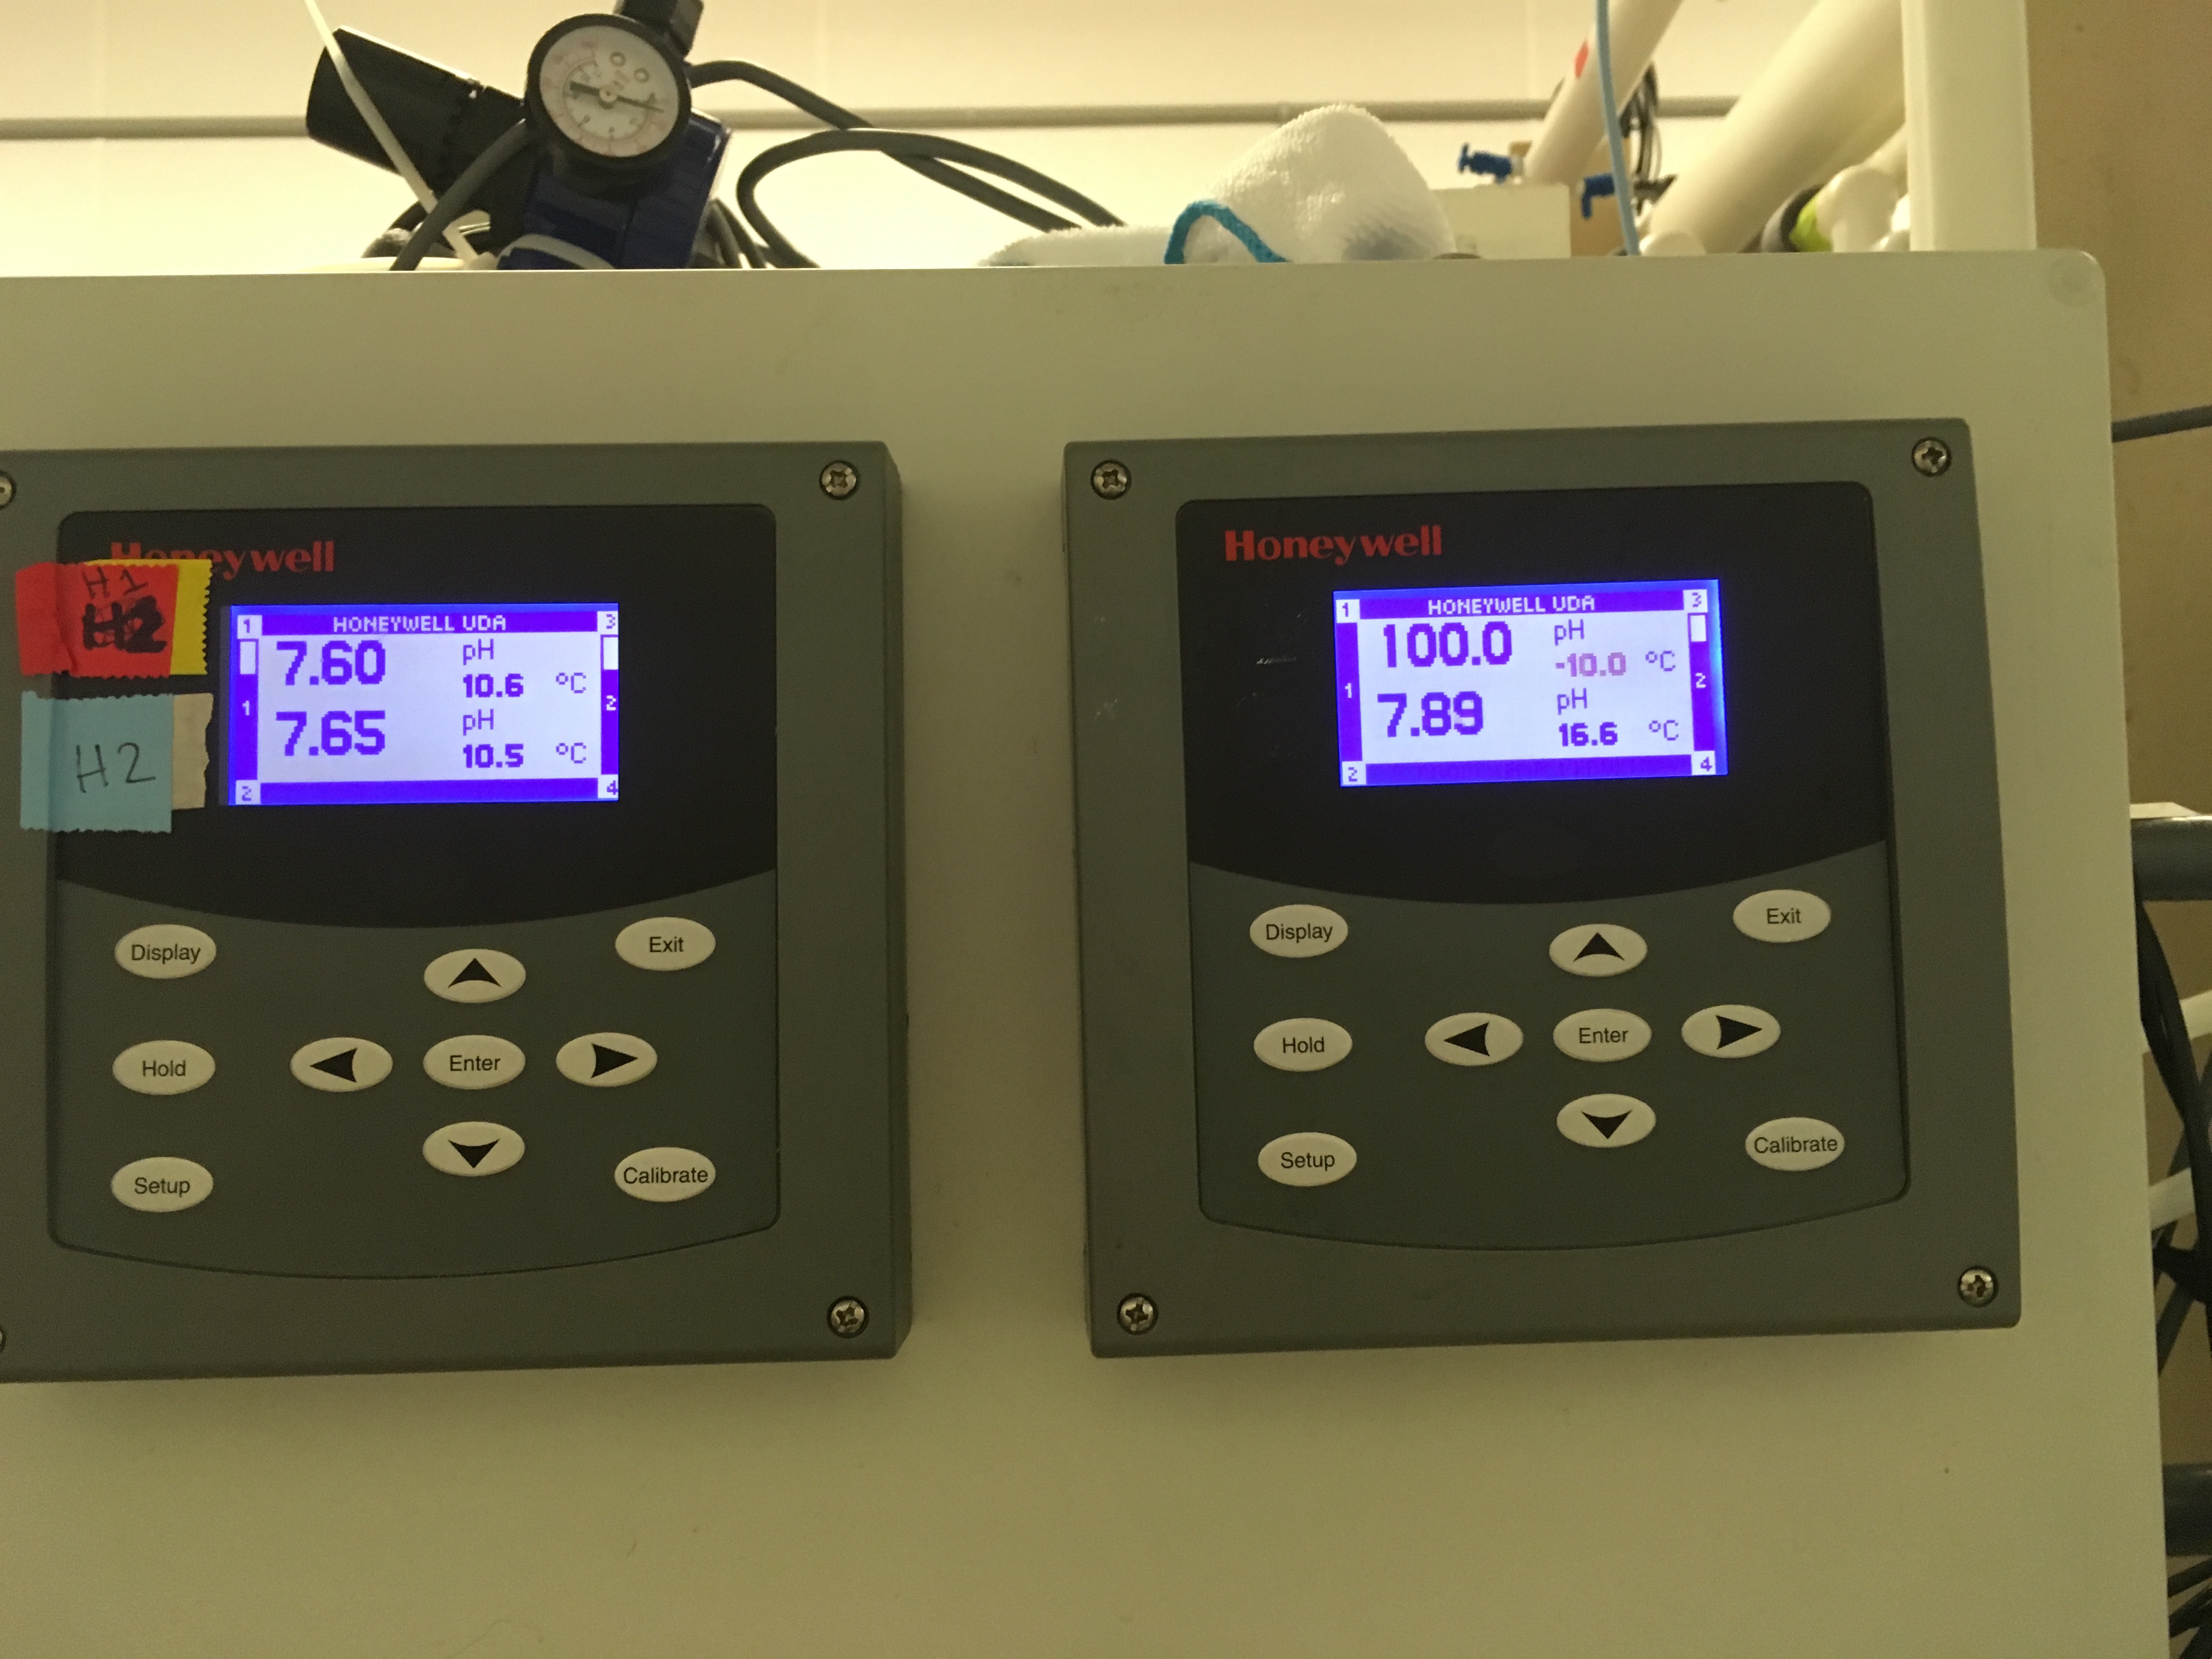 Honeywell
H1
H2
H2
1 HONEYWELL UDA 3
7.60 pH
10.6 °C
1 2
7.65 pH
10.5 °C
2 4
Display
Exit
Hold
Enter
Setup
Calibrate
Honeywell
1 HONEYWELL UDA 3
100.0 pH
-10.0 °C
1 2
7.89 pH
16.6 °C
2 4
Display
Exit
Hold
Enter
Setup
Calibrate